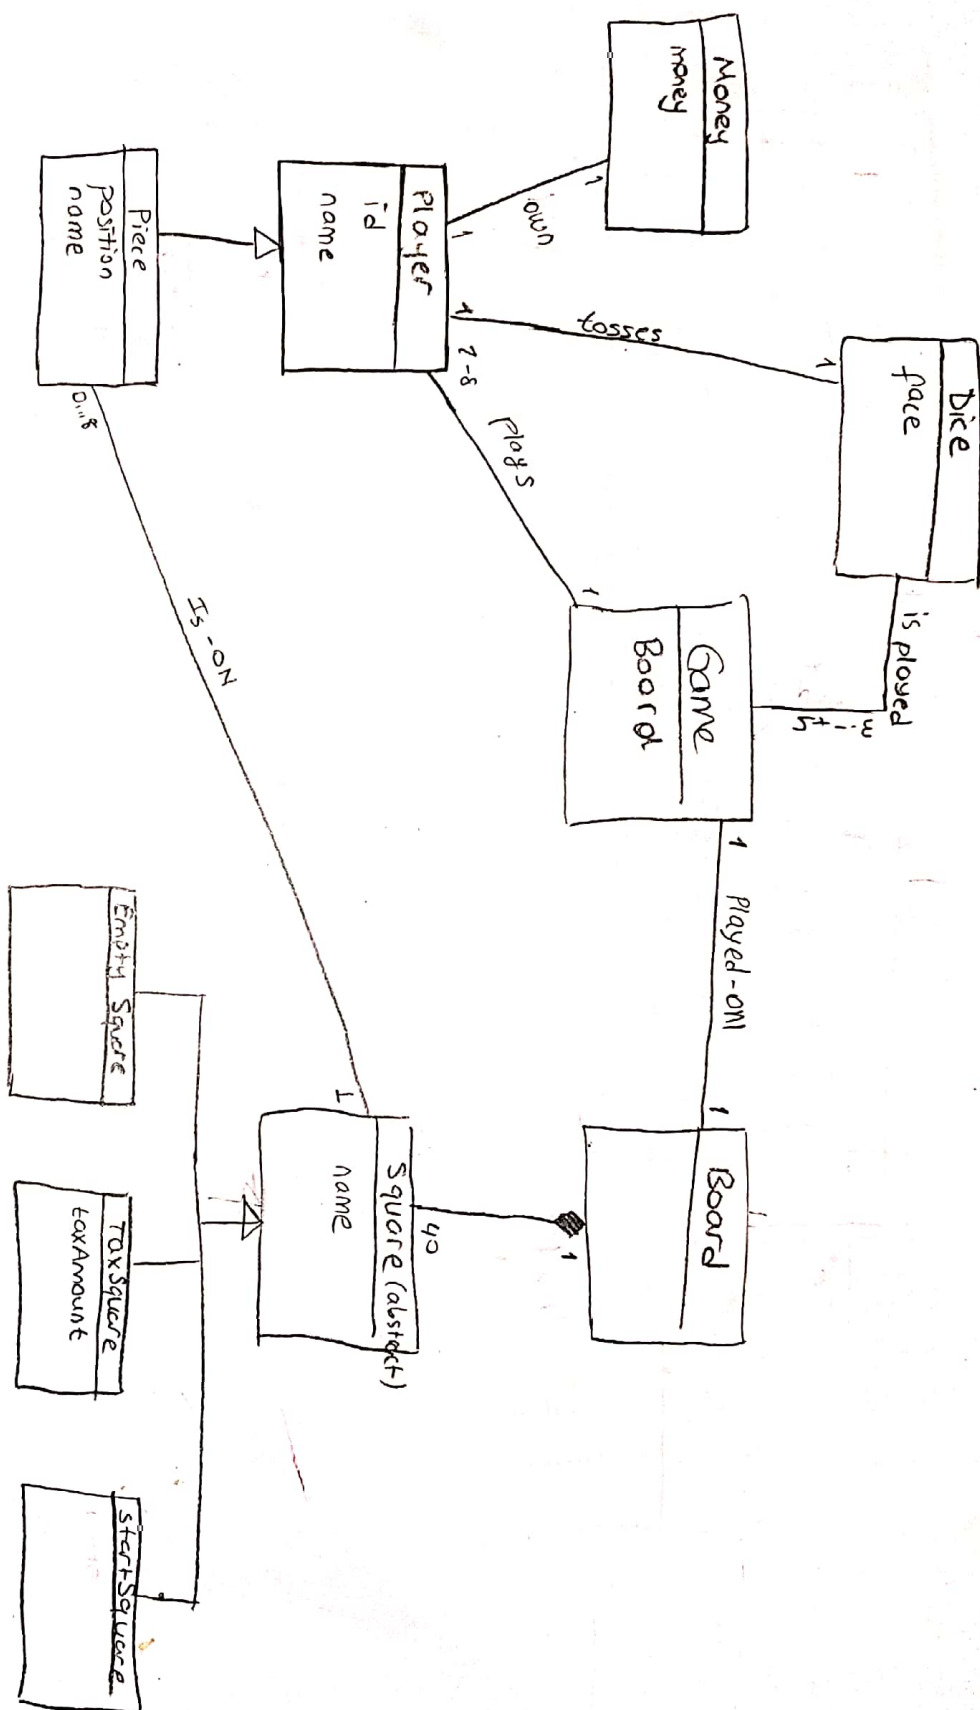 Money
money
own
1
1
Dice
face
tosses
1
1
is played
with
Player
id
name
2-8
plays
1
Game
Board
1
Played-on
1
Board
Piece
position
name
0...8
Is-ON
1
Square (abstract)
name
40
1
Empty Square
TaxSquare
taxAmount
startSquare